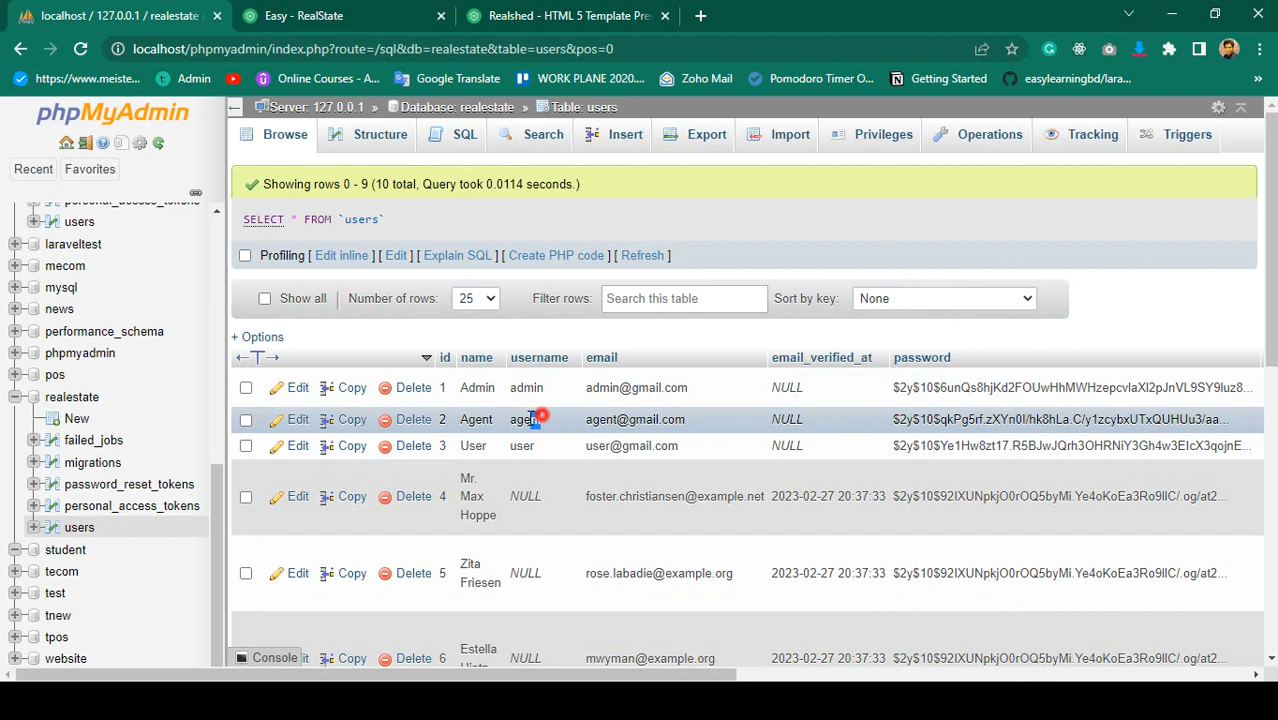 localhost / 127.0.0.1 / realestate
Easy - RealState
Realshed - HTML 5 Template Pre
localhost/phpmyadmin/index.php?route=/sql&db=realestate&table=users&pos=0
https://www.meiste...
Admin
Online Courses - A...
Google Translate
WORK PLANE 2020....
Zoho Mail
Pomodoro Timer O...
Getting Started
easylearningbd/lara...
phpMyAdmin
Server: 127.0.0.1 » Database: realestate » Table: users
Browse Structure SQL Search Insert Export Import Privileges Operations Tracking Triggers
Recent Favorites
Showing rows 0 - 9 (10 total, Query took 0.0114 seconds.)
SELECT * FROM `users`
Profiling [ Edit inline ] [ Edit ] [ Explain SQL ] [ Create PHP code ] [ Refresh ]
Show all Number of rows: 25 Filter rows: Search this table Sort by key: None
+ Options
id name username email email_verified_at password
Edit Copy Delete 1 Admin admin admin@gmail.com NULL
Edit Copy Delete 2 Agent agent agent@gmail.com NULL
Edit Copy Delete 3 User user user@gmail.com NULL
Edit Copy Delete 4 Mr. Max Hoppe NULL foster.christiansen@example.net 2023-02-27 20:37:33
Edit Copy Delete 5 Zita Friesen NULL rose.labadie@example.org 2023-02-27 20:37:33
Edit Copy Delete 6 Estella NULL mwyman@example.org 2023-02-27 20:37:33
Console
personal_access_tokens
users
laraveltest
mecom
mysql
news
performance_schema
phpmyadmin
pos
realestate
New
failed_jobs
migrations
password_reset_tokens
personal_access_tokens
users
student
tecom
test
tnew
tpos
website